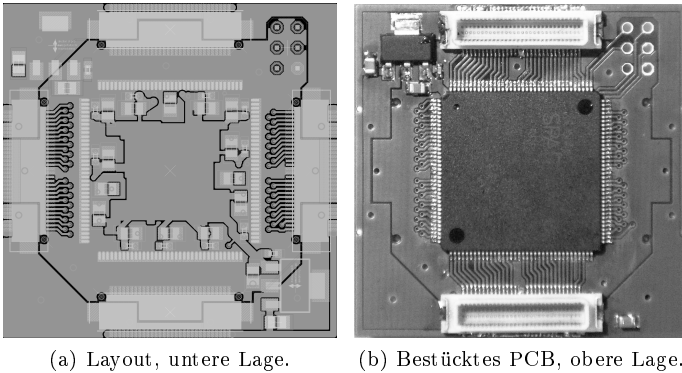 (a) Layout, untere Lage.
(b) Bestücktes PCB, obere Lage.